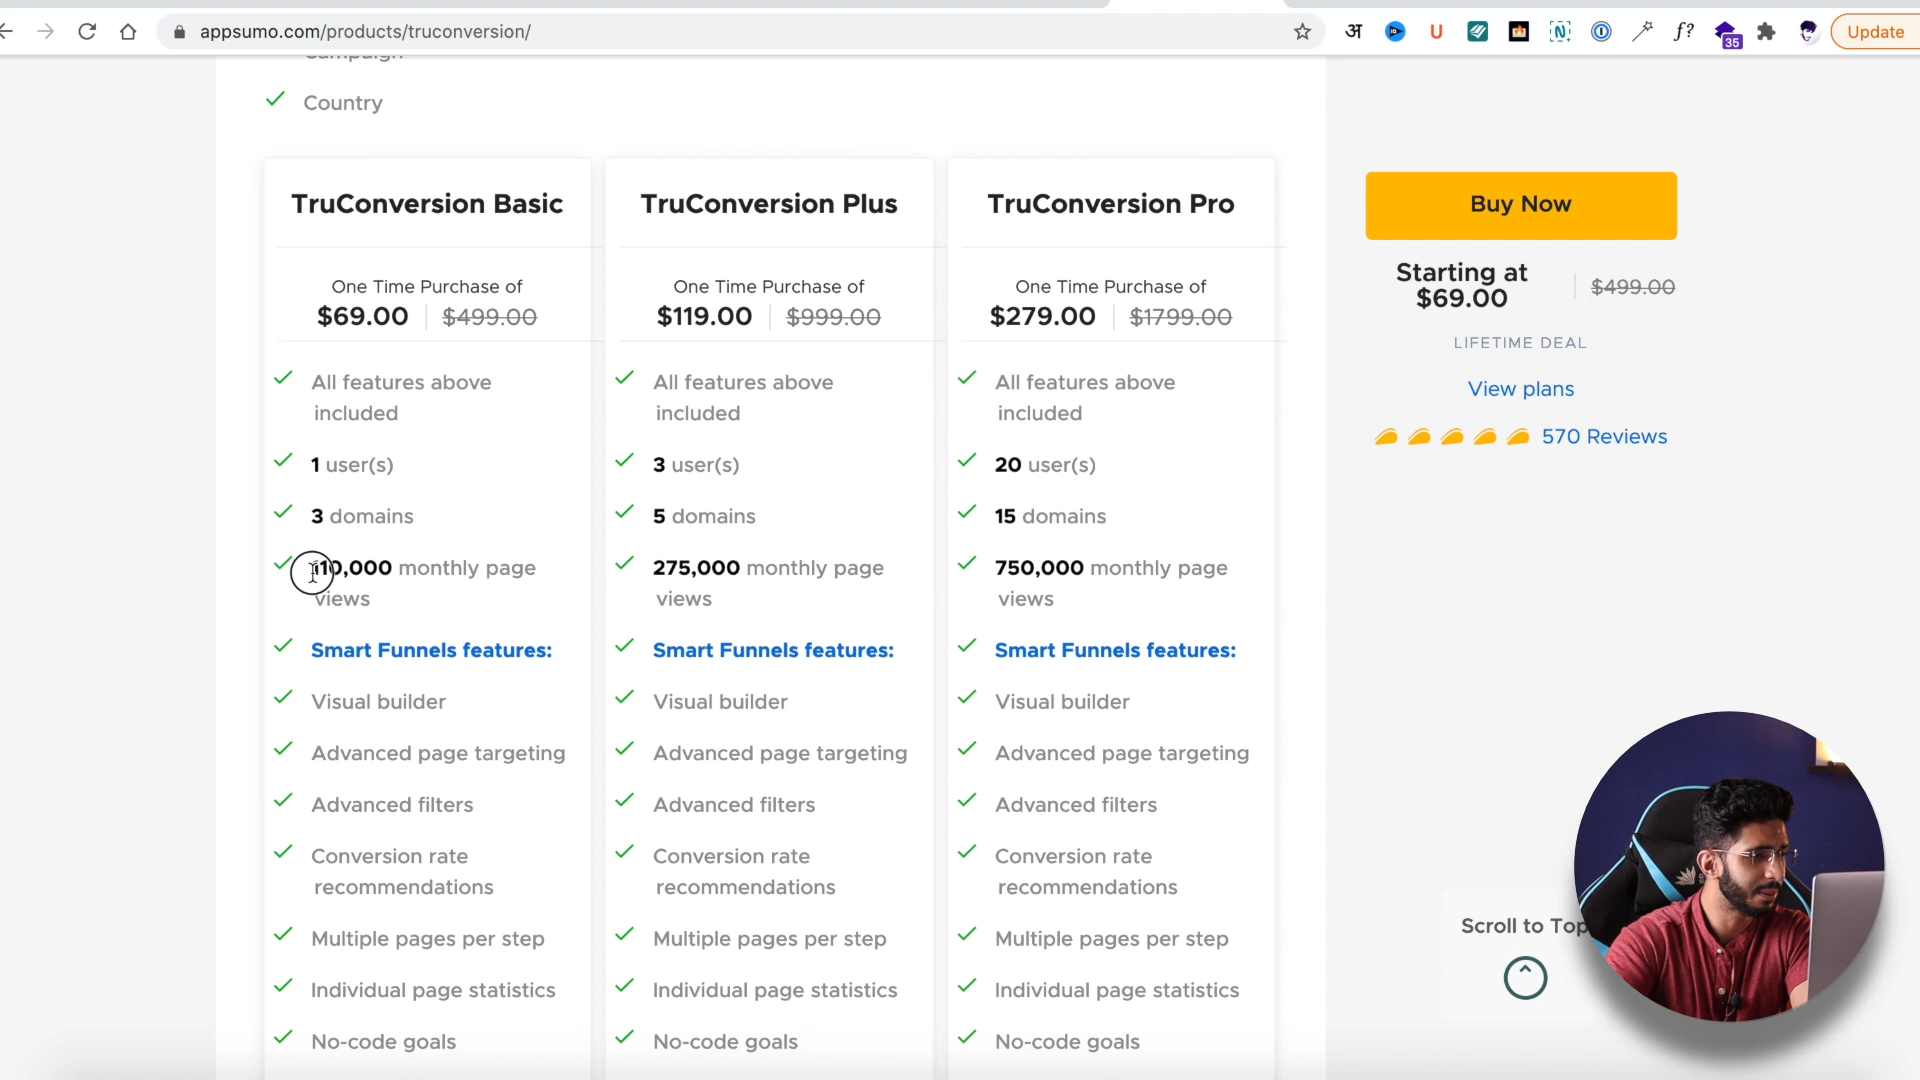 appsumo.com/products/truconversion/
अ
U
f?
35
Update
Campaign
Country
TruConversion Basic
One Time Purchase of
$69.00 $499.00
All features above
included
1 user(s)
3 domains
110,000 monthly page
views
Smart Funnels features:
Visual builder
Advanced page targeting
Advanced filters
Conversion rate
recommendations
Multiple pages per step
Individual page statistics
No-code goals
TruConversion Plus
One Time Purchase of
$119.00 $999.00
All features above
included
3 user(s)
5 domains
275,000 monthly page
views
Smart Funnels features:
Visual builder
Advanced page targeting
Advanced filters
Conversion rate
recommendations
Multiple pages per step
Individual page statistics
No-code goals
TruConversion Pro
One Time Purchase of
$279.00 $1799.00
All features above
included
20 user(s)
15 domains
750,000 monthly page
views
Smart Funnels features:
Visual builder
Advanced page targeting
Advanced filters
Conversion rate
recommendations
Multiple pages per step
Individual page statistics
No-code goals
Buy Now
Starting at
$69.00 $499.00
LIFETIME DEAL
View plans
570 Reviews
Scroll to Top